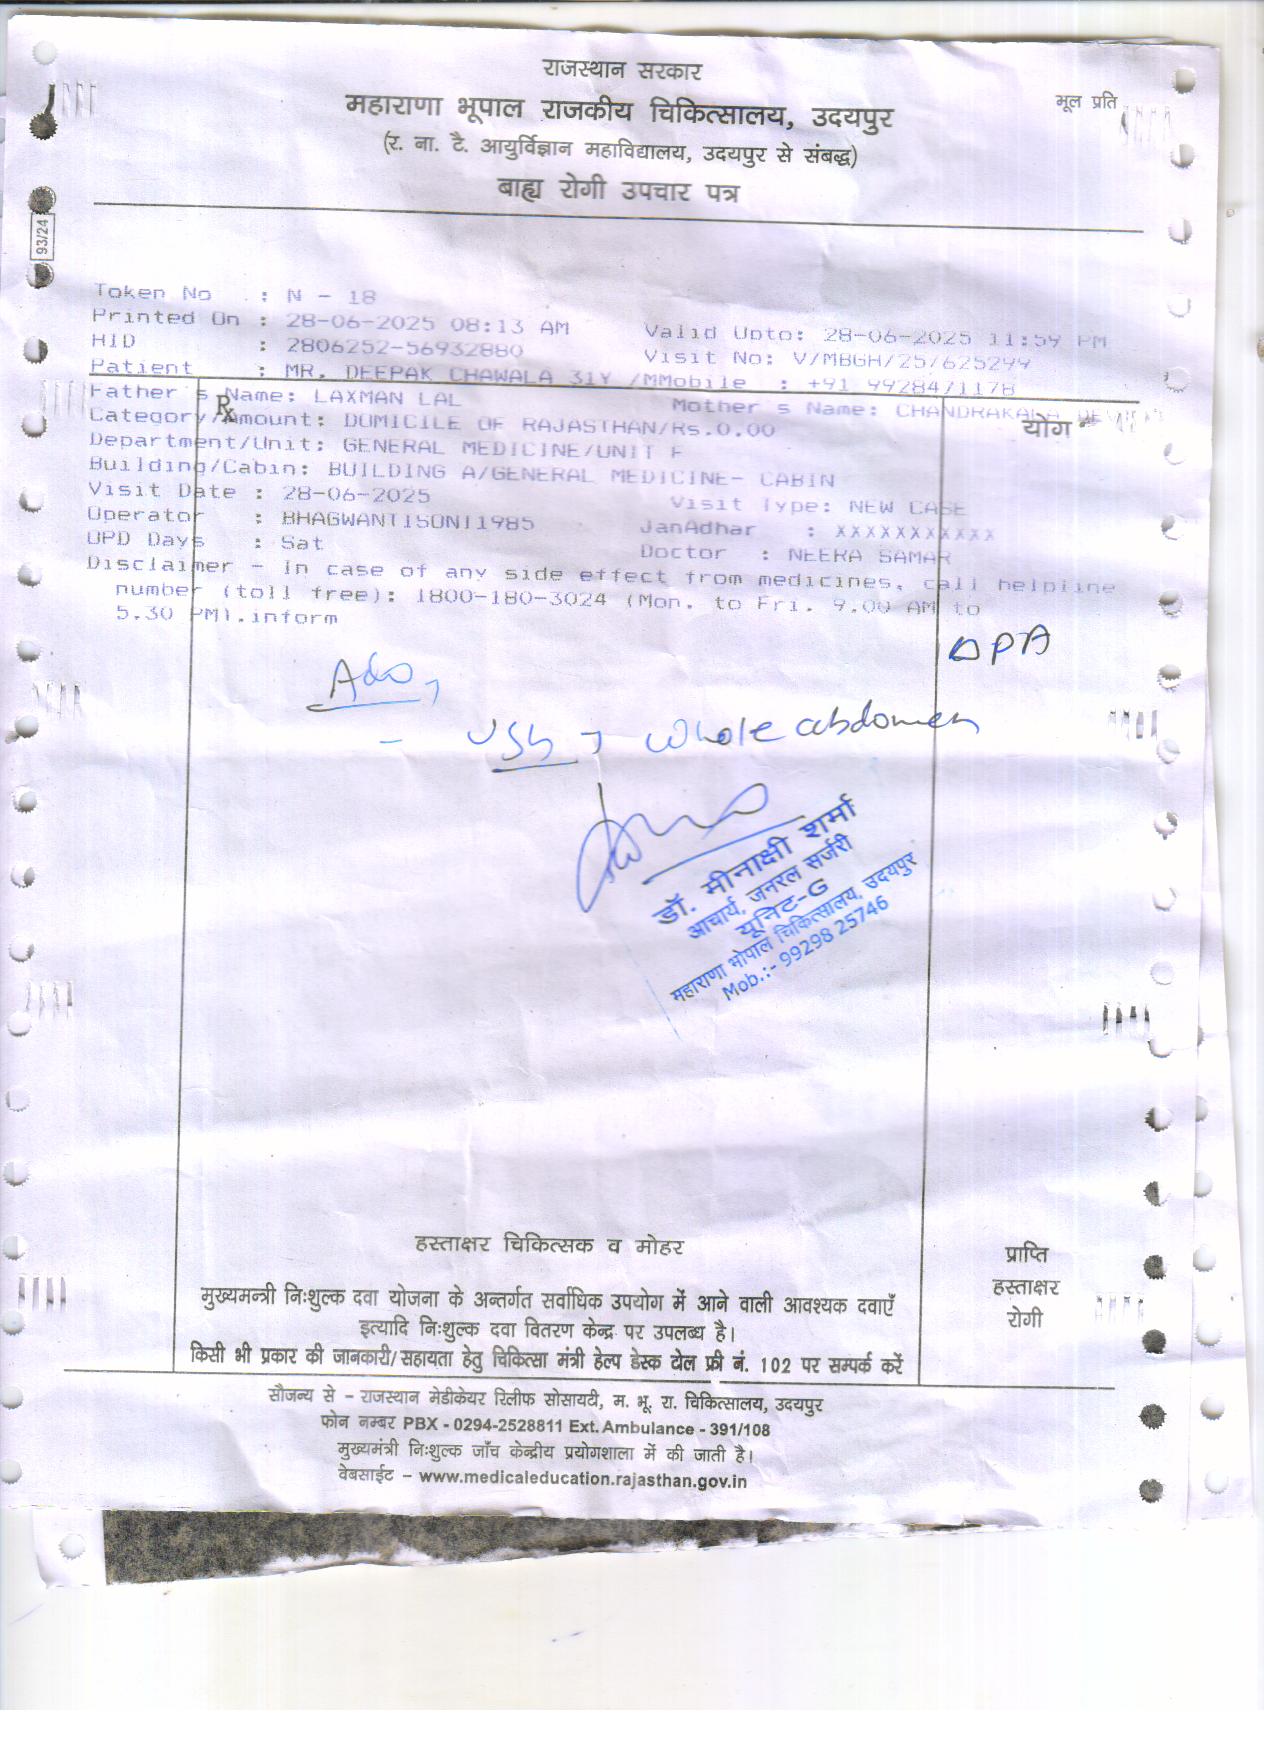 राजस्थान सरकार
महाराणा भूपाल राजकीय चिकित्सालय, उदयपुर
मूल प्रति
(र. ना. टै. आयुर्विज्ञान महाविद्यालय, उदयपुर से संबद्ध)
बाह्य रोगी उपचार पत्र
93/24
Token No : N - 18
Printed On : 28-06-2025 08:13 AM Valid Upto: 28-06-2025 11:59 PM
HID : 2806252-56932880 Visit No: V/MBGH/25/625299
Patient : MR. DEEPAK CHAWALA 31Y /MMobile : +91 9928471178
Father s Name: LAXMAN LAL Mother s Name: CHANDRAKALA DEVI
Rx
योग
Category/Amount: DOMICILE OF RAJASTHAN/Rs.0.00
Department/Unit: GENERAL MEDICINE/UNIT F
Building/Cabin: BUILDING A/GENERAL MEDICINE- CABIN
Visit Date : 28-06-2025 Visit Type: NEW CASE
Operator : BHAGWANTISONI1985 JanAdhar : XXXXXXXXXXX
OPD Days : Sat Doctor : NEERA SAMAR
Disclaimer - In case of any side effect from medicines, call helpline
number (toll free): 1800-180-3024 (Mon. to Fri. 9.00 AM to
5.30 PM).inform
Adv,
- USG whole abdomen
डॉ. मीनाक्षी शर्मा
आचार्य, जनरल सर्जरी
यूनिट-G
महाराणा भोपाल चिकित्सालय, उदयपुर
Mob.:- 99298 25746
हस्ताक्षर चिकित्सक व मोहर
प्राप्ति
हस्ताक्षर
रोगी
मुख्यमन्त्री निःशुल्क दवा योजना के अन्तर्गत सर्वाधिक उपयोग में आने वाली आवश्यक दवाएँ
इत्यादि निःशुल्क दवा वितरण केन्द्र पर उपलब्ध है।
किसी भी प्रकार की जानकारी/सहायता हेतु चिकित्सा मंत्री हेल्प डेस्क टोल फ्री नं. 102 पर सम्पर्क करें
सौजन्य से – राजस्थान मेडीकेयर रिलीफ सोसायटी, म. भू. रा. चिकित्सालय, उदयपुर
फोन नम्बर PBX - 0294-2528811 Ext. Ambulance - 391/108
मुख्यमंत्री निःशुल्क जाँच केन्द्रीय प्रयोगशाला में की जाती है।
वेबसाईट – www.medicaleducation.rajasthan.gov.in